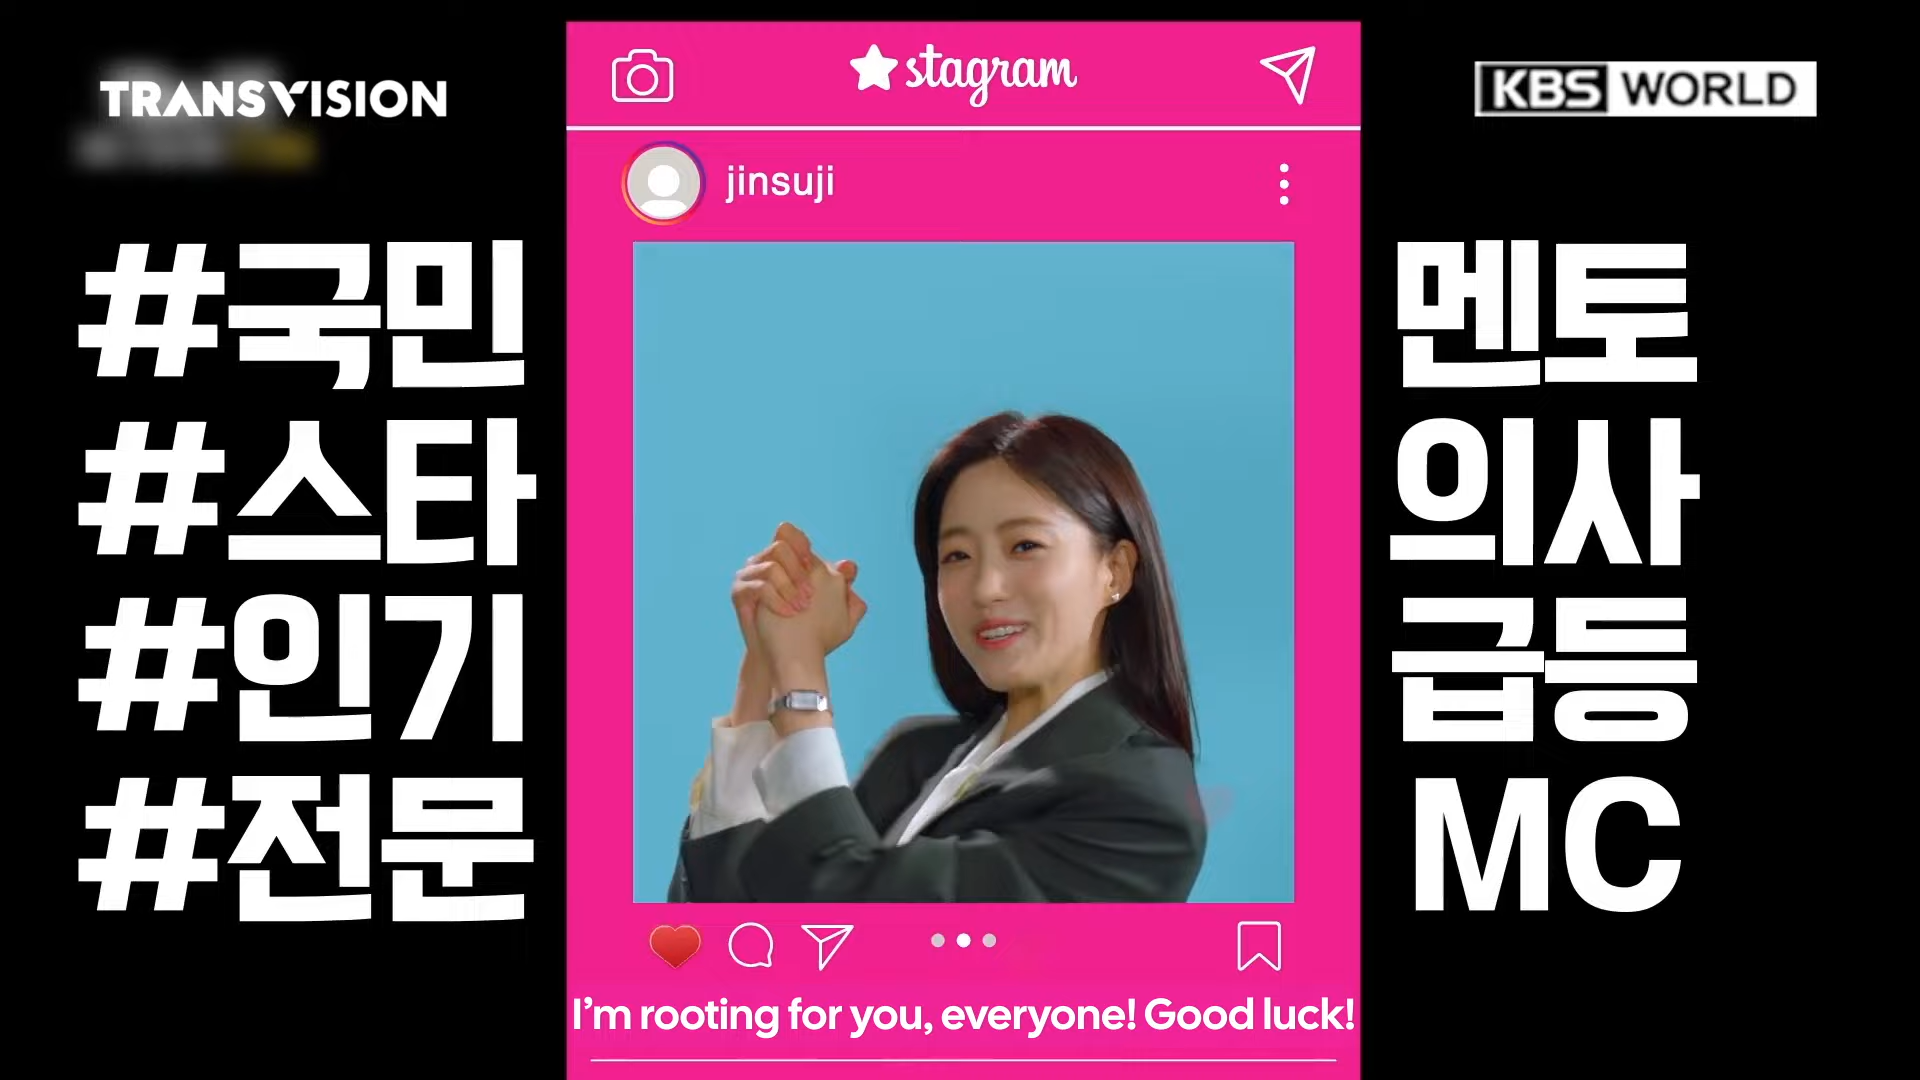 TRANSVISION
stagram
KBS WORLD
jinsuji
#국민 멘토
#스타 의사
#인기 급등
#전문 MC
I'm rooting for you, everyone! Good luck!